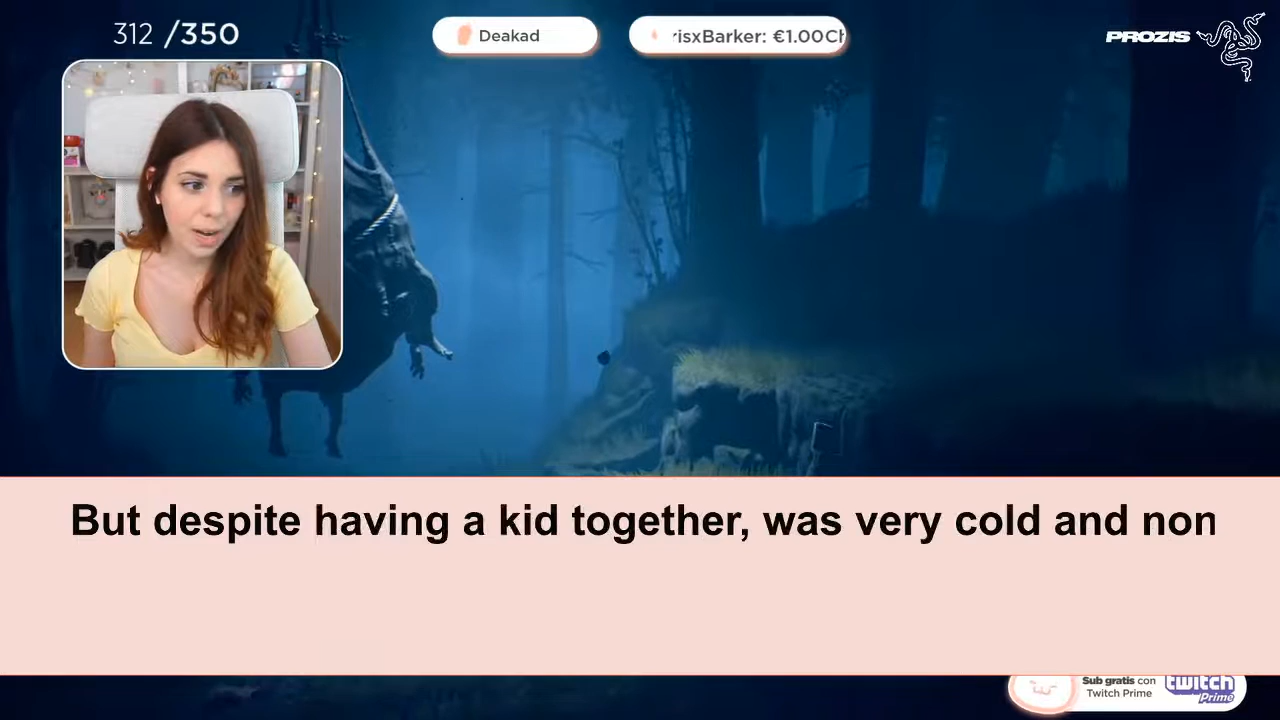 312 /350
Deakad
risxBarker: €1.00Ch
PROZIS
But despite having a kid together, was very cold and non
Sub gratis con
Twitch Prime
twitch
Prime